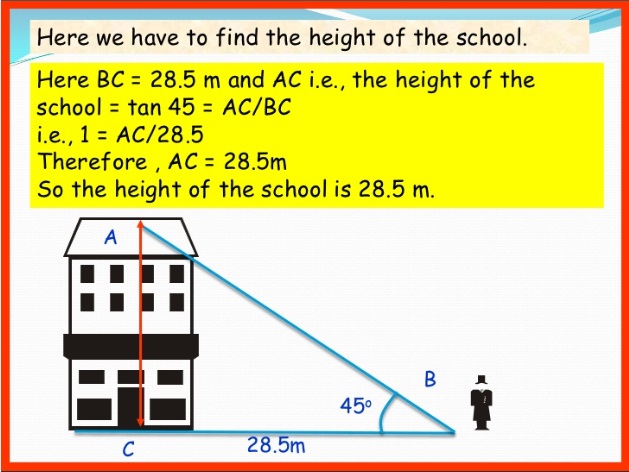 Here we have to find the height of the school.
Here BC = 28.5 m and AC i.e., the height of the
school = tan 45 = AC/BC
i.e., 1 = AC/28.5
Therefore , AC = 28.5m
So the height of the school is 28.5 m.
A
B
45º
C
28.5m